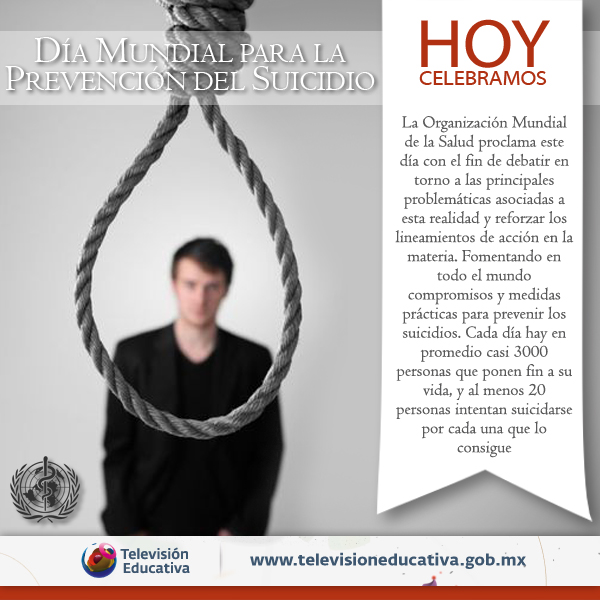 Día Mundial para la
Prevención del Suicidio
HOY
CELEBRAMOS
La Organización Mundial
de la Salud proclama este
día con el fin de debatir en
torno a las principales
problemáticas asociadas a
esta realidad y reforzar los
lineamientos de acción en la
materia. Fomentando en
todo el mundo
compromisos y medidas
prácticas para prevenir los
suicidios. Cada día hay en
promedio casi 3000
personas que ponen fin a su
vida, y al menos 20
personas intentan suicidarse
por cada una que lo
consigue
Televisión
Educativa
www.televisioneducativa.gob.mx